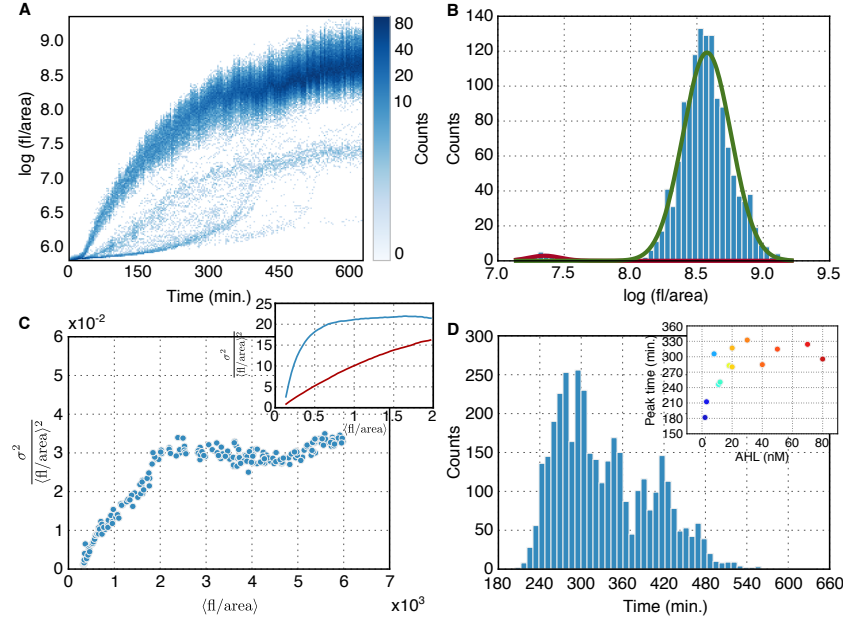 A
log (fl/area)
9.0
8.5
8.0
7.5
7.0
6.5
6.0
0 150 300 450 600
Time (min.)
80
40
20
10
0
Counts
B
Counts
140
120
100
80
60
40
20
0
7.0 7.5 8.0 8.5 9.0 9.5
log (fl/area)
C
x10⁻²
σ²
⟨fl/area⟩²
6
5
4
3
2
1
0
0 1 2 3 4 5 6 7
⟨fl/area⟩
x10³
σ²
⟨fl/area⟩²
25
20
15
10
5
0
0 0.5 1 1.5 2
⟨fl/area⟩
D
Counts
300
250
200
150
100
50
0
180 240 300 360 420 480 540 600 660
Time (min.)
Peak time (min.)
360
330
300
270
240
210
180
150
0 20 40 60 80
AHL (nM)